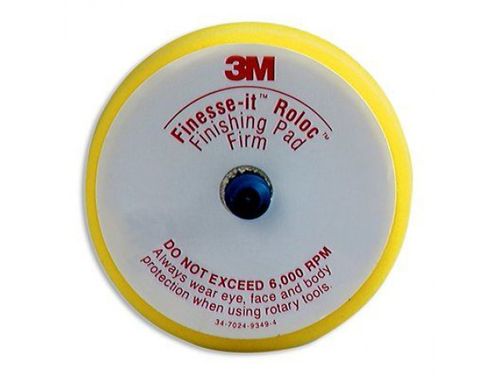 3M
Finesse-it™ Roloc™
Finishing Pad
Firm
DO NOT EXCEED 6,000 RPM
Always wear eye, face and body
protection when using rotary tools.
34-7024-9349-4